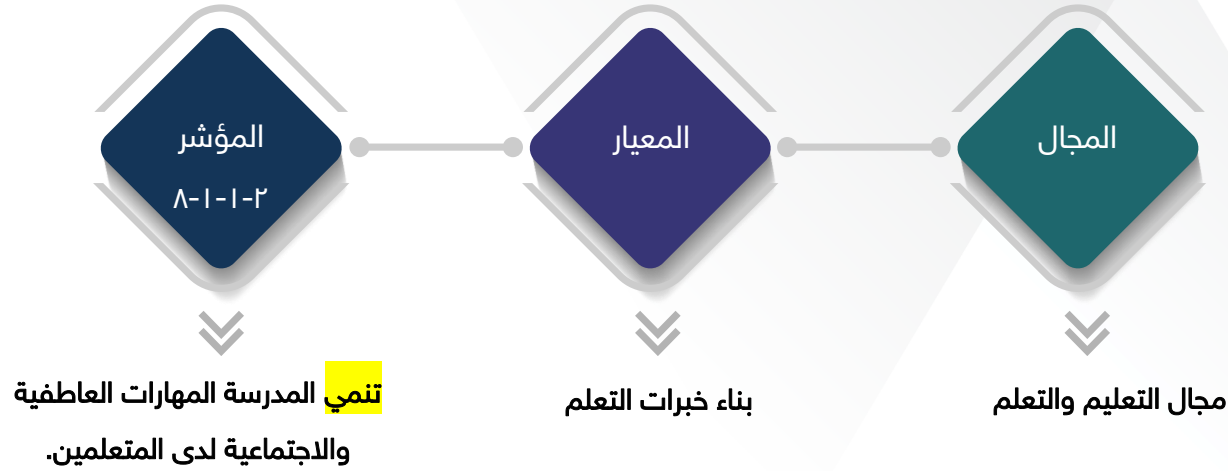 المجال
المعيار
المؤشر
٢-١-١-٨
مجال التعليم والتعلم
بناء خبرات التعلم
تنمي المدرسة المهارات العاطفية
والاجتماعية لدى المتعلمين.